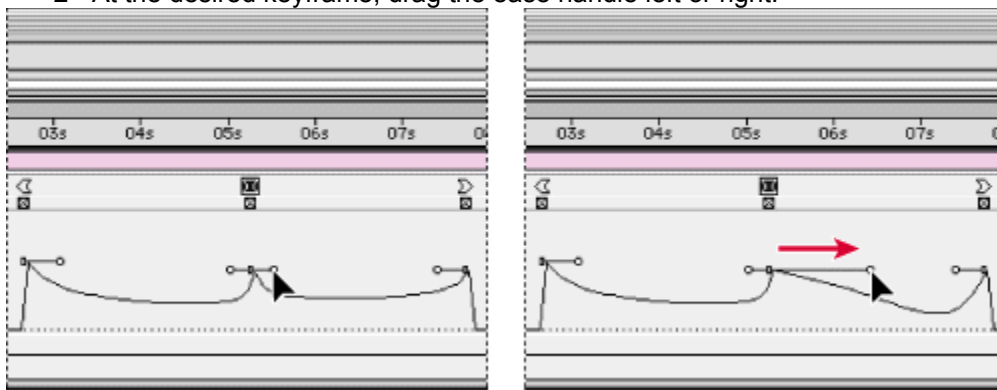 2 At the desired keyframe, drag the ease handle left or right.
03s 04s 05s 06s 07s 0
03s 04s 05s 06s 07s